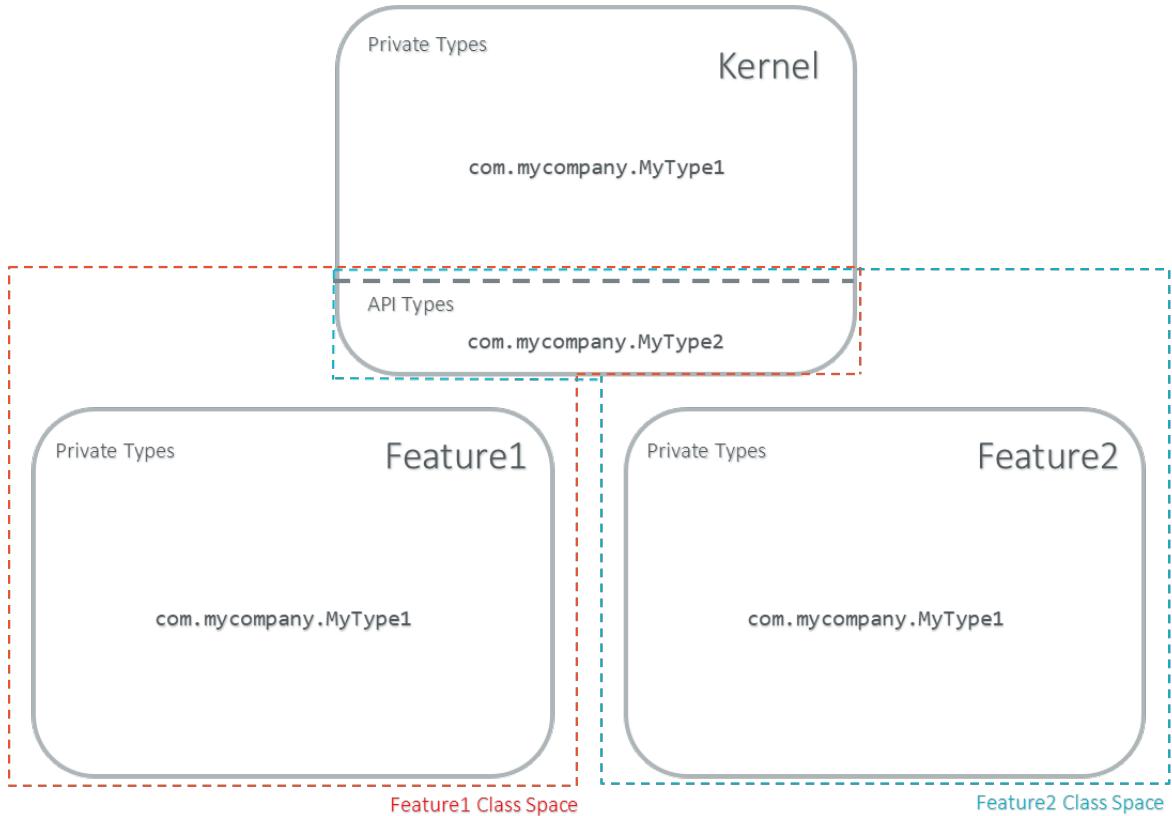 Private Types
Kernel
com.mycompany.MyType1
API Types
com.mycompany.MyType2
Private Types
Feature1
com.mycompany.MyType1
Private Types
Feature2
com.mycompany.MyType1
Feature1 Class Space
Feature2 Class Space